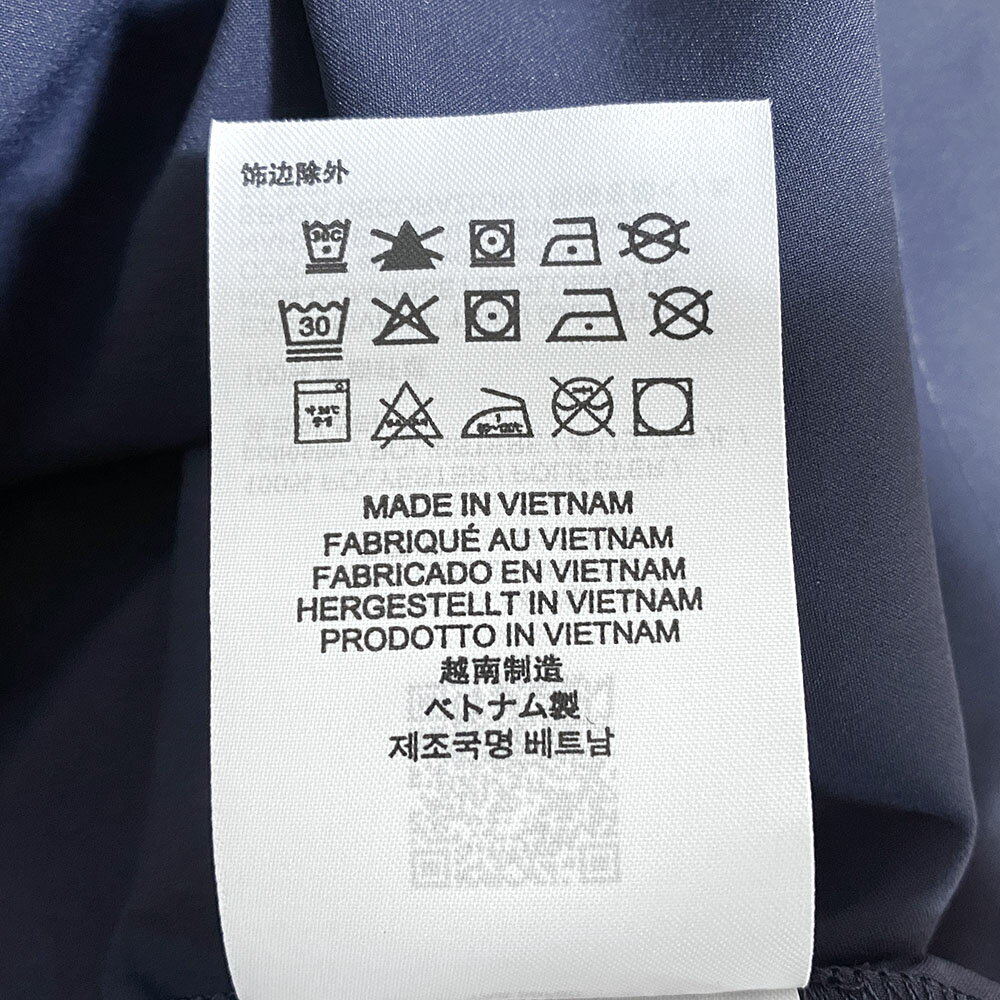 饰边除外
30C
30
MADE IN VIETNAM
FABRIQUÉ AU VIETNAM
FABRICADO EN VIETNAM
HERGESTELLT IN VIETNAM
PRODOTTO IN VIETNAM
越南制造
ベトナム製
제조국명 베트남